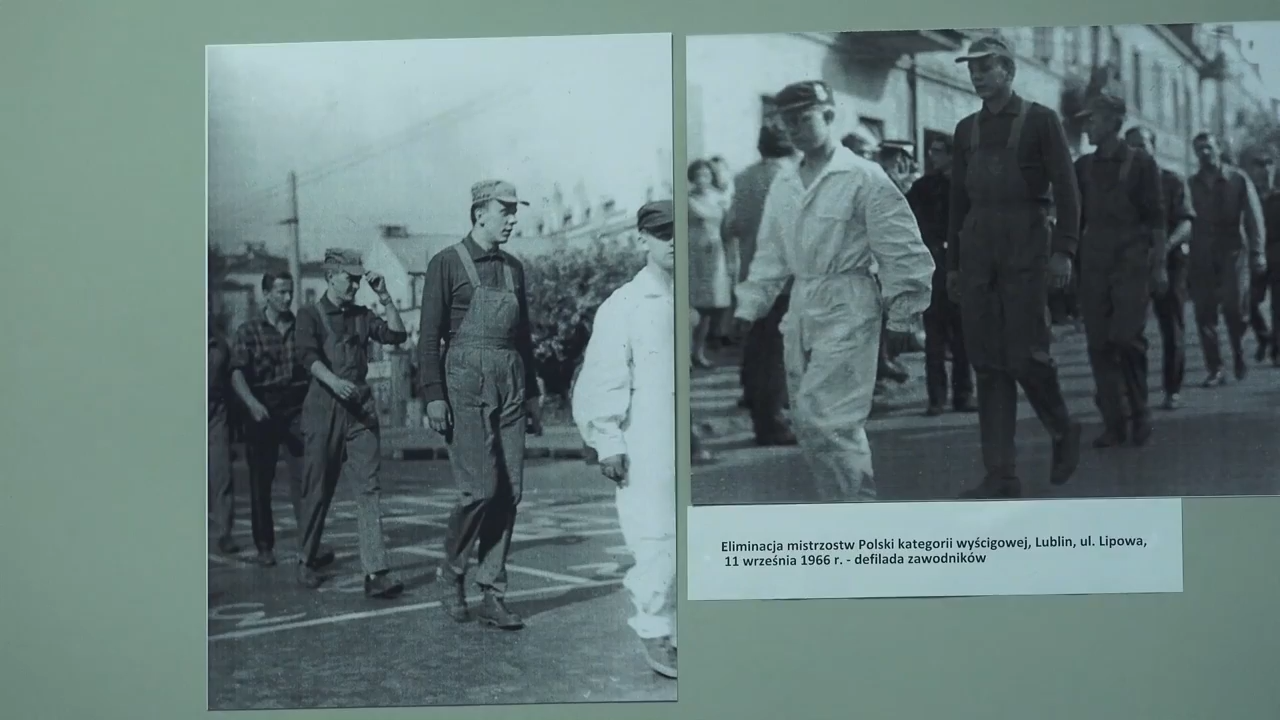 Eliminacja mistrzostw Polski kategorii wyścigowej, Lublin, ul. Lipowa,
11 września 1966 r. - defilada zawodników